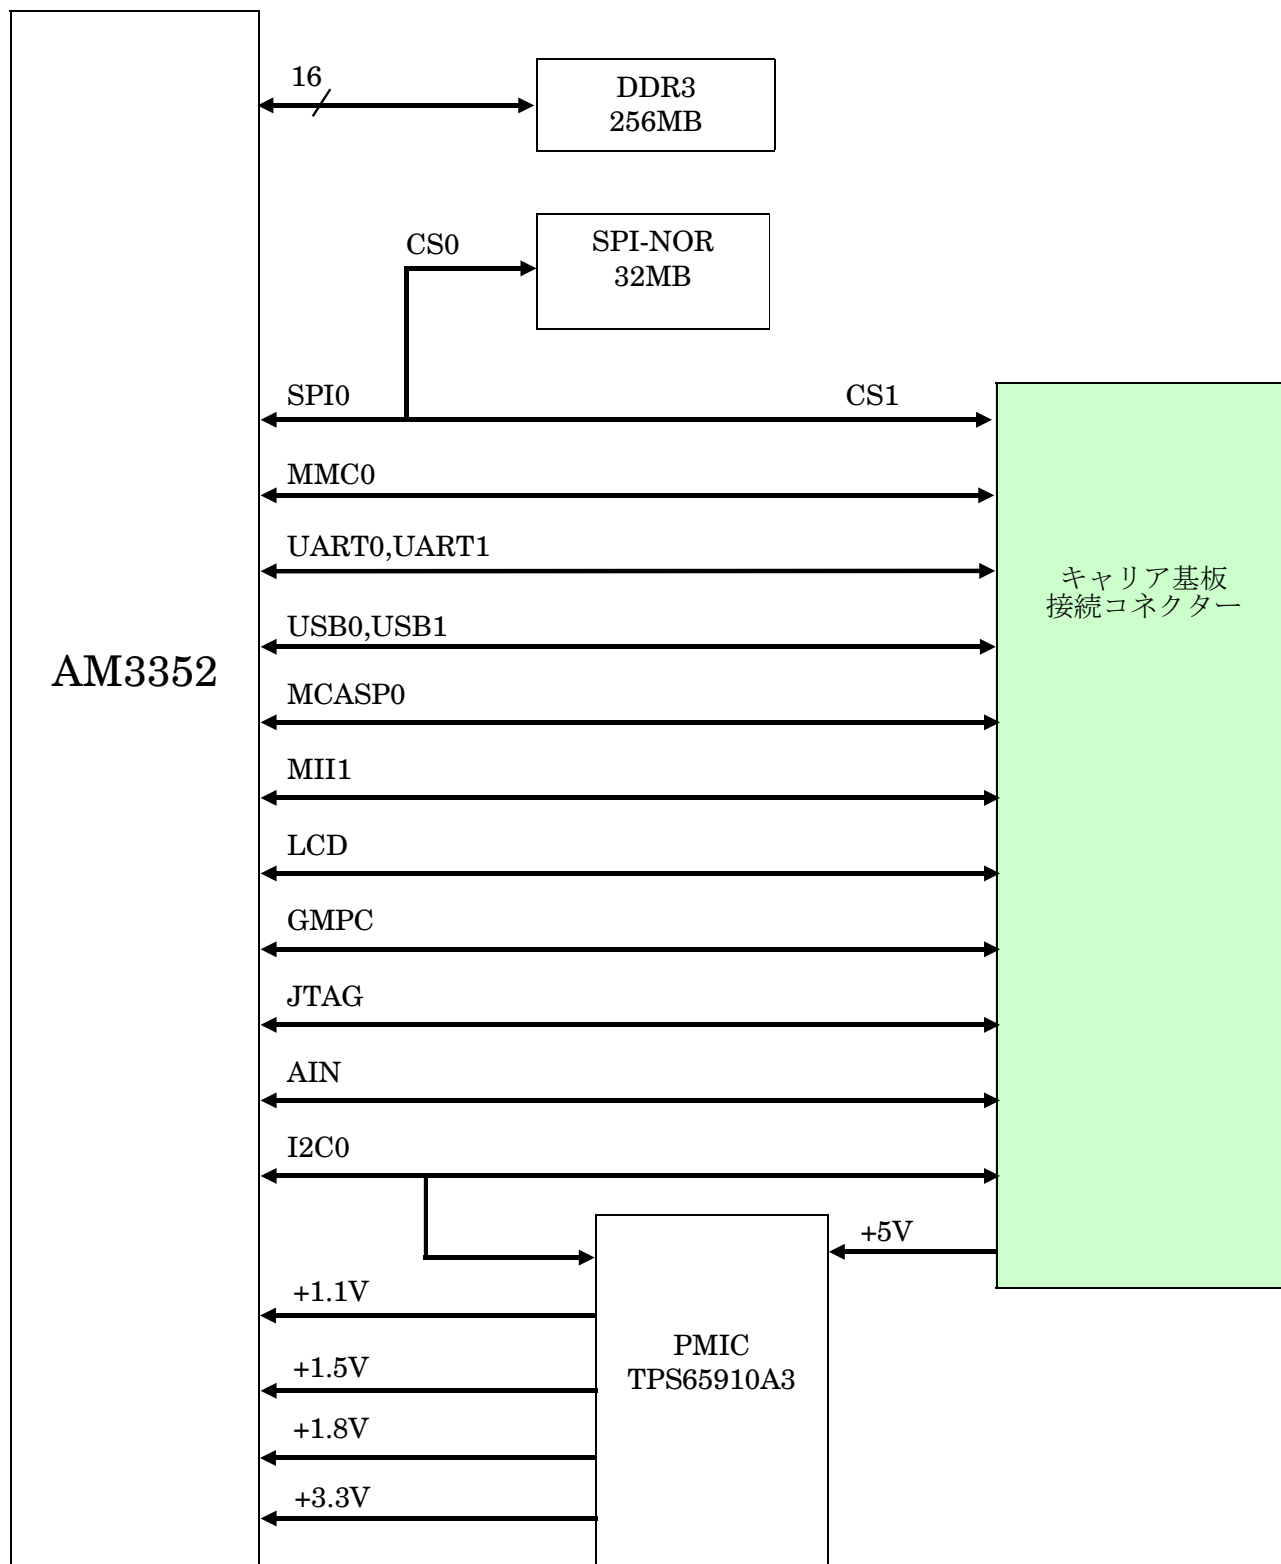 16
DDR3
256MB
CS0
SPI-NOR
32MB
SPI0
CS1
MMC0
UART0,UART1
キャリア基板
接続コネクター
USB0,USB1
AM3352
MCASP0
MII1
LCD
GMPC
JTAG
AIN
I2C0
+5V
+1.1V
PMIC
TPS65910A3
+1.5V
+1.8V
+3.3V